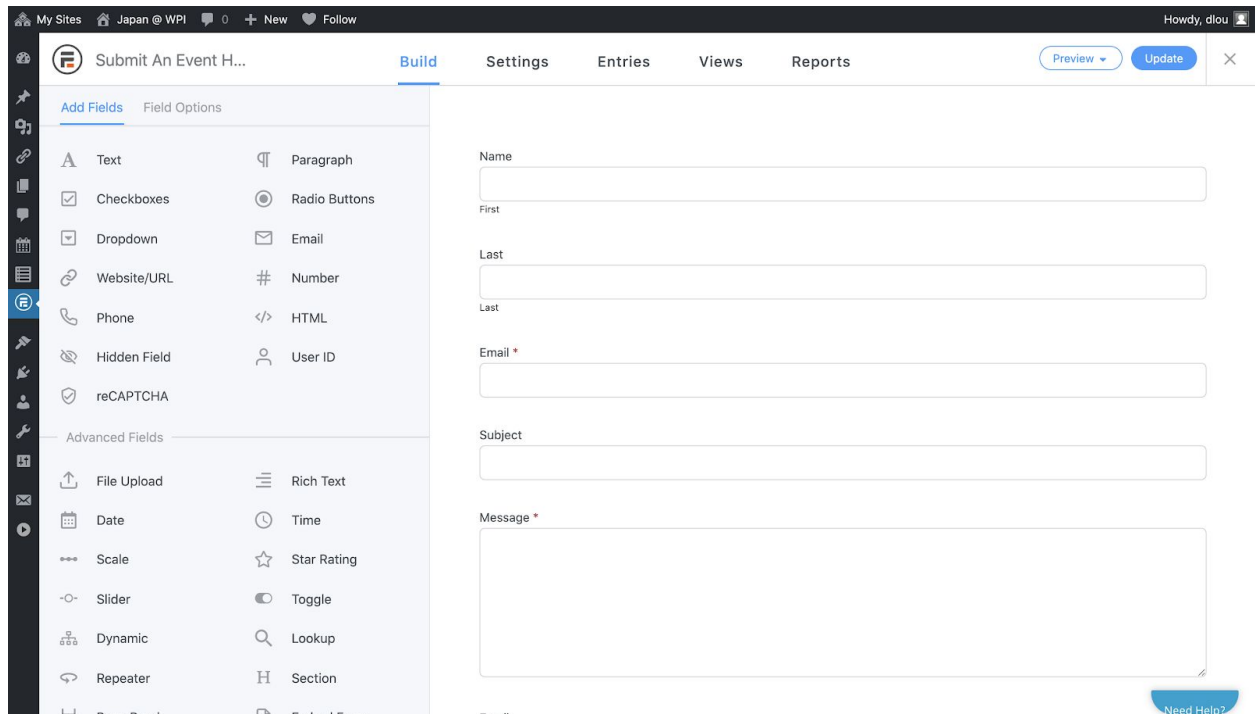 My Sites Japan @ WPI 0 New Follow Howdy, dlou
Submit An Event H... Build Settings Entries Views Reports Preview Update
Add Fields Field Options
Text Paragraph
Checkboxes Radio Buttons
Dropdown Email
Website/URL Number
Phone HTML
Hidden Field User ID
reCAPTCHA
Advanced Fields
File Upload Rich Text
Date Time
Scale Star Rating
Slider Toggle
Dynamic Lookup
Repeater Section
Name
First
Last
Last
Email *
Subject
Message *
Need Help?